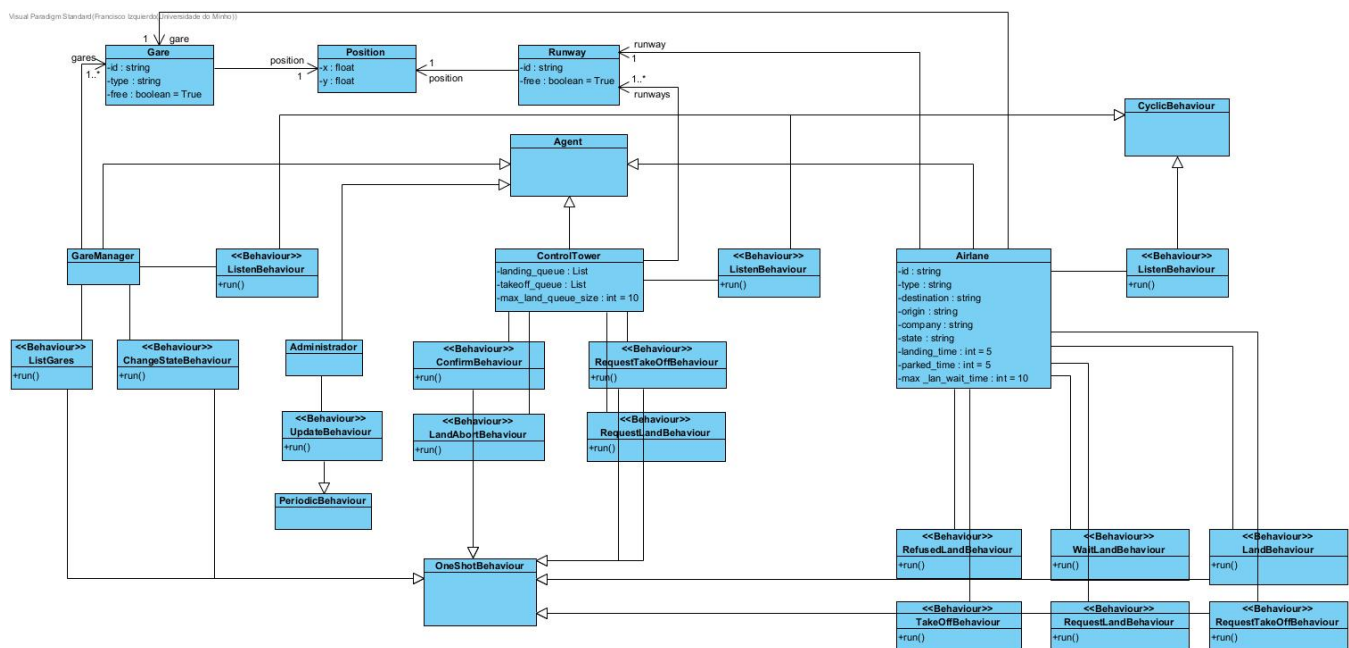 Visual Paradigm Standard(Francisco Izquierdo(Universidade do Minho))
1
gare
Gare
-id : string
-type : string
-free : boolean = True
gares
1..*
position
1
Position
-x : float
-y : float
1
position
Runway
-id : string
-free : boolean = True
runway
1
1..*
runways
CyclicBehaviour
Agent
GareManager
<<Behaviour>>
ListenBehaviour
+run()
ControlTower
-landing_queue : List
-takeoff_queue : List
-max_land_queue_size : int = 10
<<Behaviour>>
ListenBehaviour
+run()
Airlane
-id : string
-type : string
-destination : string
-origin : string
-company : string
-state : string
-landing_time : int = 5
-parked_time : int = 5
-max _lan_wait_time : int = 10
<<Behaviour>>
ListenBehaviour
+run()
<<Behaviour>>
ListGares
+run()
<<Behaviour>>
ChangeStateBehaviour
+run()
Administrador
<<Behaviour>>
ConfirmBehaviour
+run()
<<Behaviour>>
RequestTakeOffBehaviour
+run()
<<Behaviour>>
UpdateBehaviour
+run()
<<Behaviour>>
LandAbortBehaviour
+run()
<<Behaviour>>
RequestLandBehaviour
+run()
PeriodicBehaviour
OneShotBehaviour
<<Behaviour>>
RefusedLandBehaviour
+run()
<<Behaviour>>
WaitLandBehaviour
+run()
<<Behaviour>>
LandBehaviour
+run()
<<Behaviour>>
TakeOffBehaviour
+run()
<<Behaviour>>
RequestLandBehaviour
+run()
<<Behaviour>>
RequestTakeOffBehaviour
+run()